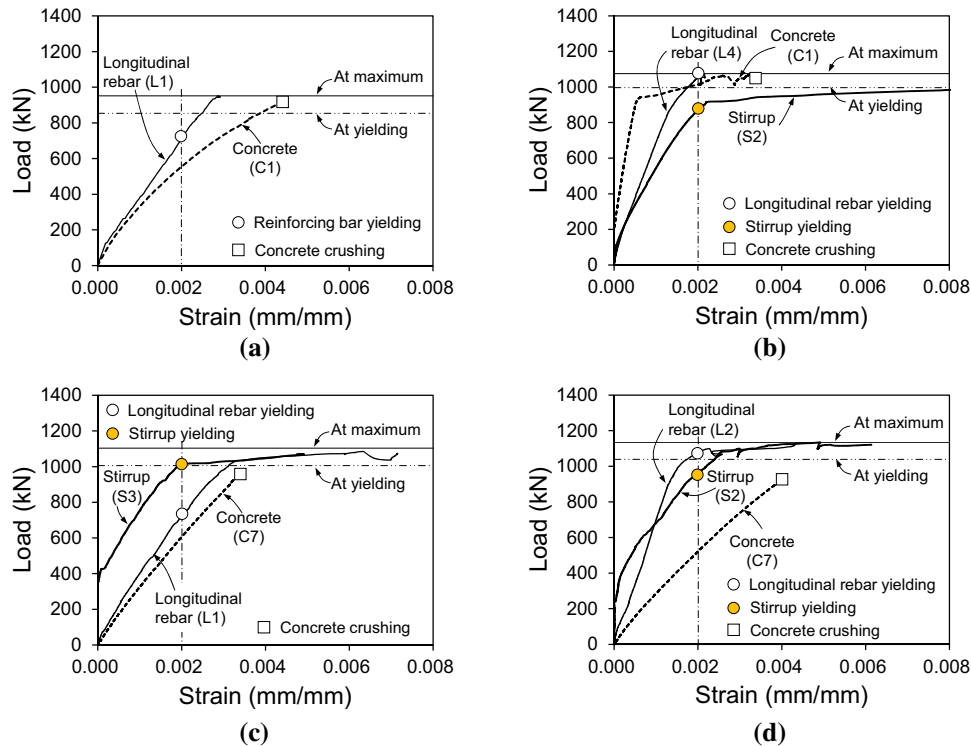 1400
1200
1000
800
600
400
200
0
Load (kN)
Longitudinal
rebar (L1)
At maximum
At yielding
Concrete
(C1)
Reinforcing bar yielding
Concrete crushing
0.000 0.002 0.004 0.006 0.008
Strain (mm/mm)
(a)
1400
1200
1000
800
600
400
200
0
Load (kN)
Longitudinal
rebar (L4)
Concrete
(C1)
At maximum
At yielding
Stirrup
(S2)
Longitudinal rebar yielding
Stirrup yielding
Concrete crushing
0.000 0.002 0.004 0.006 0.008
Strain (mm/mm)
(b)
1400
1200
1000
800
600
400
200
0
Load (kN)
Longitudinal rebar yielding
Stirrup yielding
At maximum
At yielding
Stirrup
(S3)
Concrete
(C7)
Longitudinal
rebar (L1)
Concrete crushing
0.000 0.002 0.004 0.006 0.008
Strain (mm/mm)
(c)
1400
1200
1000
800
600
400
200
0
Load (kN)
Longitudinal
rebar (L2)
At maximum
At yielding
Stirrup
(S2)
Concrete
(C7)
Longitudinal rebar yielding
Stirrup yielding
Concrete crushing
0.000 0.002 0.004 0.006 0.008
Strain (mm/mm)
(d)